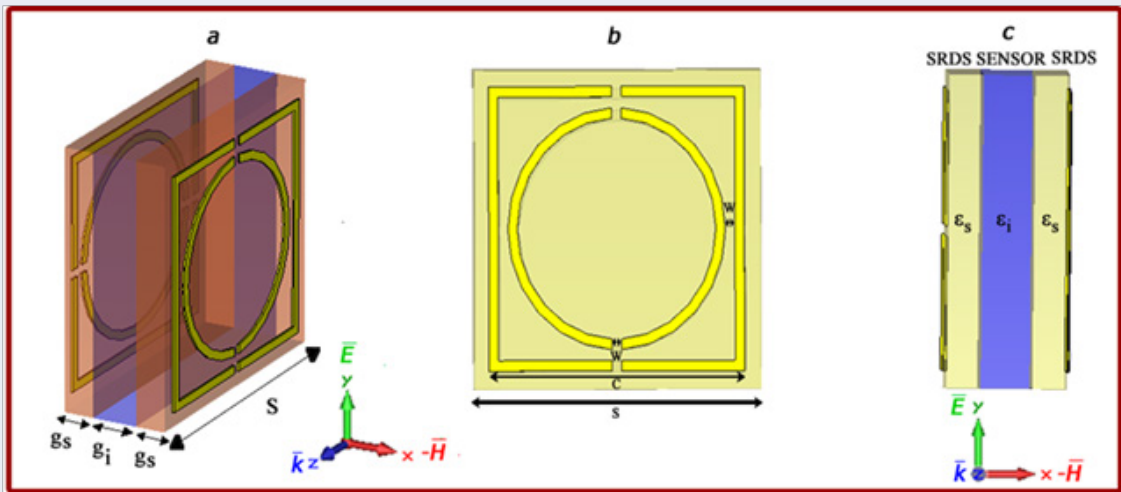 a
b
c
SRDS SENSOR SRDS
W
εs εi εs
W
C
S
S
gs gi gs
Ē
y
k̄ z
x -H̄
Ē y
k̄ z
x -H̄